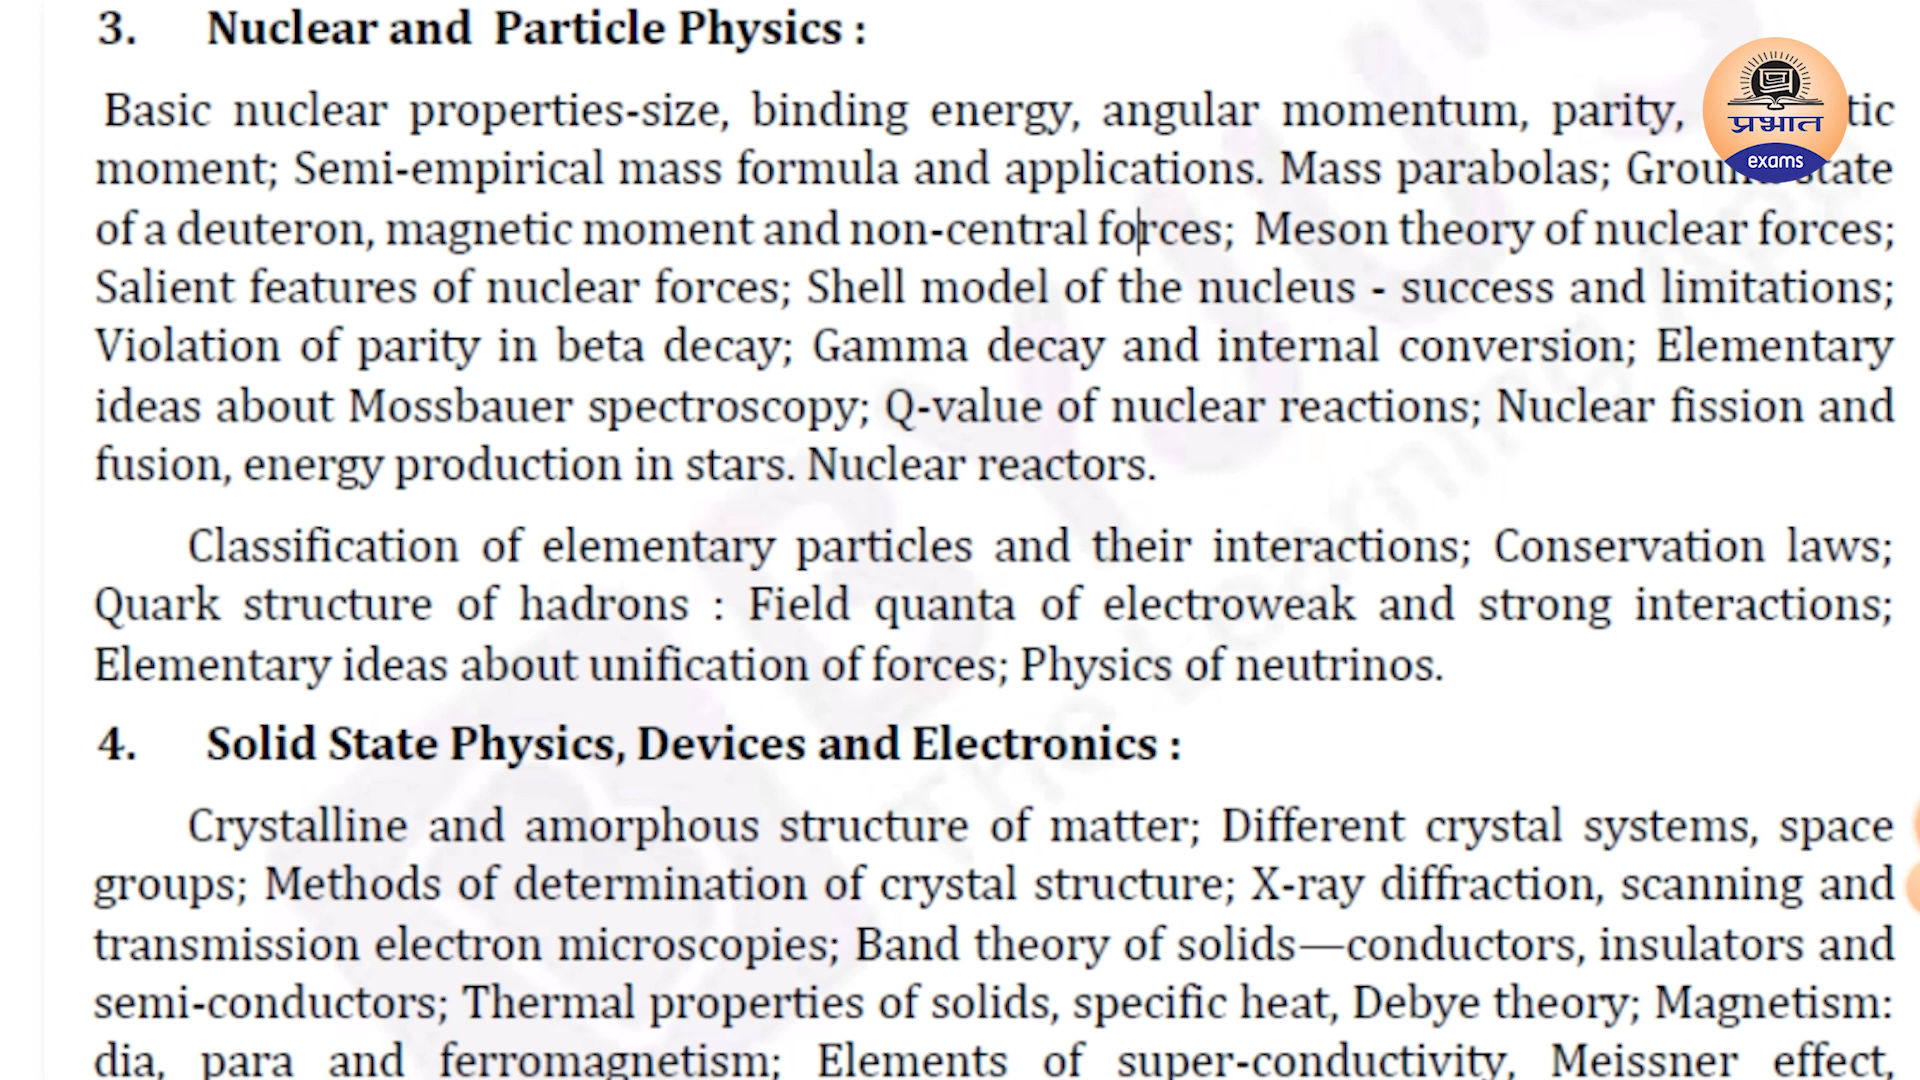 3. Nuclear and Particle Physics :
Basic nuclear properties-size, binding energy, angular momentum, parity,
प्रभात
exams
moment; Semi-empirical mass formula and applications. Mass parabolas; Ground state
of a deuteron, magnetic moment and non-central forces; Meson theory of nuclear forces;
Salient features of nuclear forces; Shell model of the nucleus - success and limitations;
Violation of parity in beta decay; Gamma decay and internal conversion; Elementary
ideas about Mossbauer spectroscopy; Q-value of nuclear reactions; Nuclear fission and
fusion, energy production in stars. Nuclear reactors.
Classification of elementary particles and their interactions; Conservation laws;
Quark structure of hadrons : Field quanta of electroweak and strong interactions;
Elementary ideas about unification of forces; Physics of neutrinos.
4. Solid State Physics, Devices and Electronics :
Crystalline and amorphous structure of matter; Different crystal systems, space
groups; Methods of determination of crystal structure; X-ray diffraction, scanning and
transmission electron microscopies; Band theory of solids—conductors, insulators and
semi-conductors; Thermal properties of solids, specific heat, Debye theory; Magnetism:
dia, para and ferromagnetism; Elements of super-conductivity, Meissner effect,
BYJU'S
The Learning App